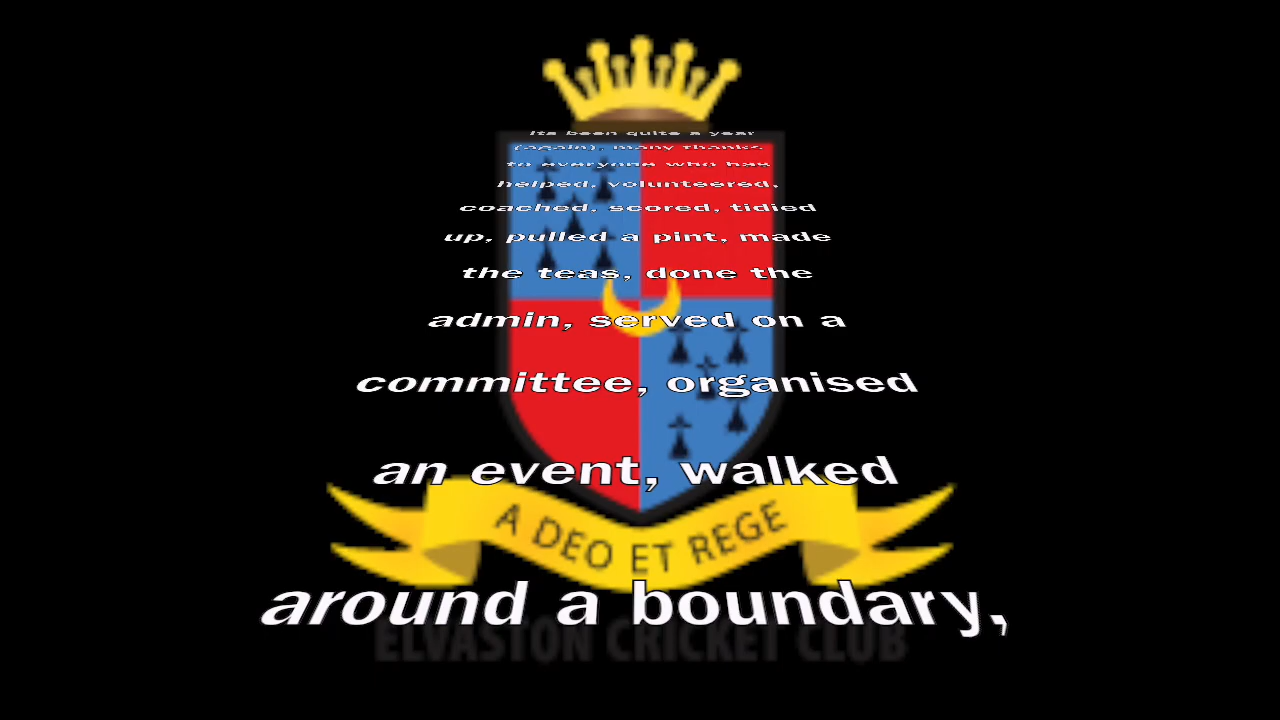 Its been quite a year
(again), many thanks
to everyone who has
helped, volunteered,
coached, scored, tidied
up, pulled a pint, made
the teas, done the
admin, served on a
committee, organised
an event, walked
around a boundary,
A DEO ET REGE
ELVASTON CRICKET CLUB